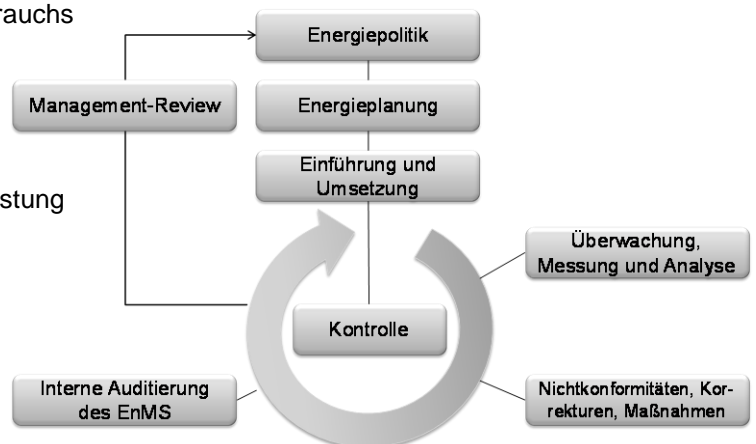 rauchs
Energiepolitik
Management-Review
Energieplanung
Einführung und
Umsetzung
stung
Überwachung,
Messung und Analyse
Kontrolle
Interne Auditierung
des EnMS
Nichtkonformitäten, Kor-
rekturen, Maßnahmen